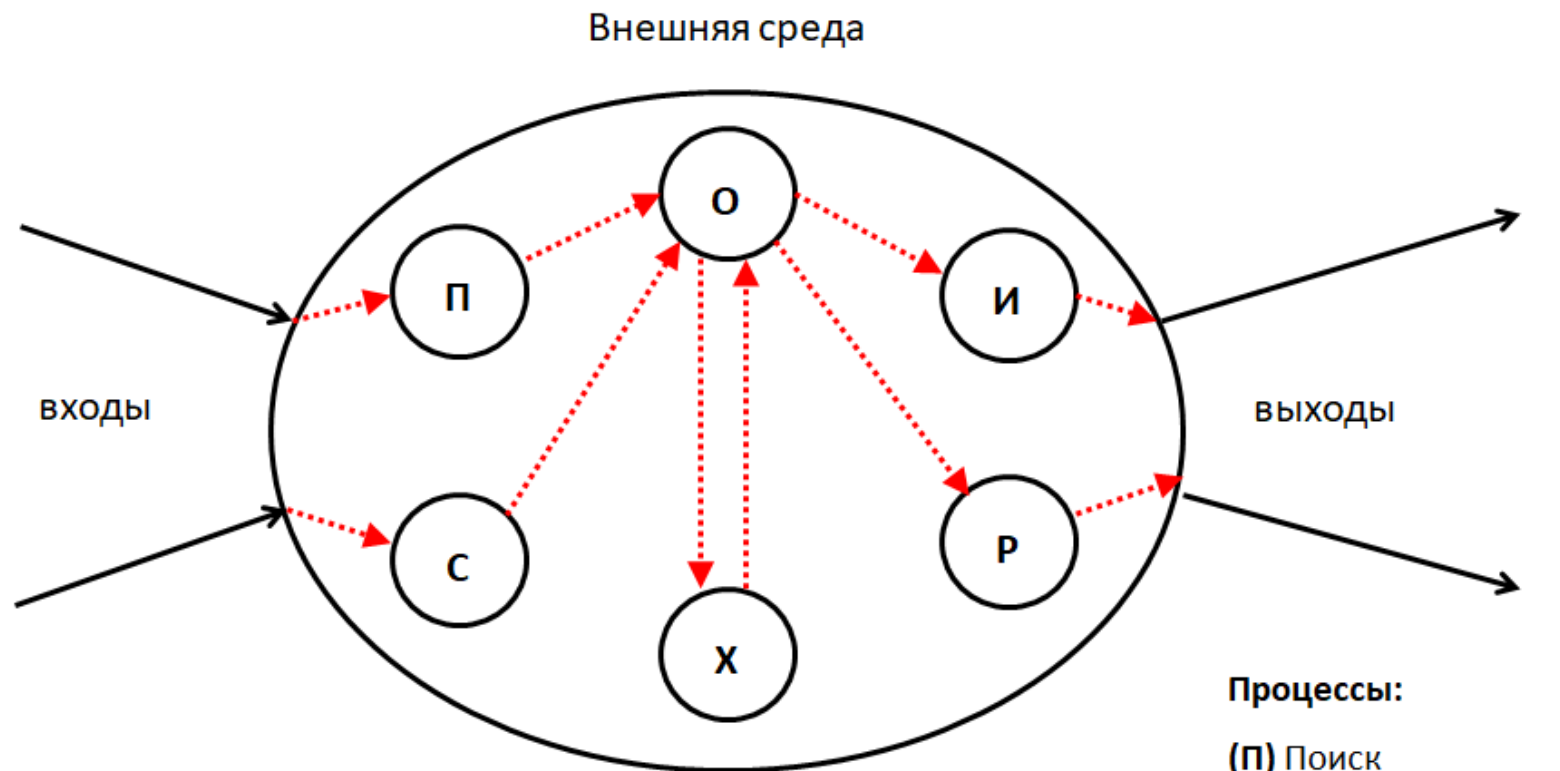 Внешняя среда
О
П
И
входы
выходы
С
Р
Х
Процессы:
(П) Поиск